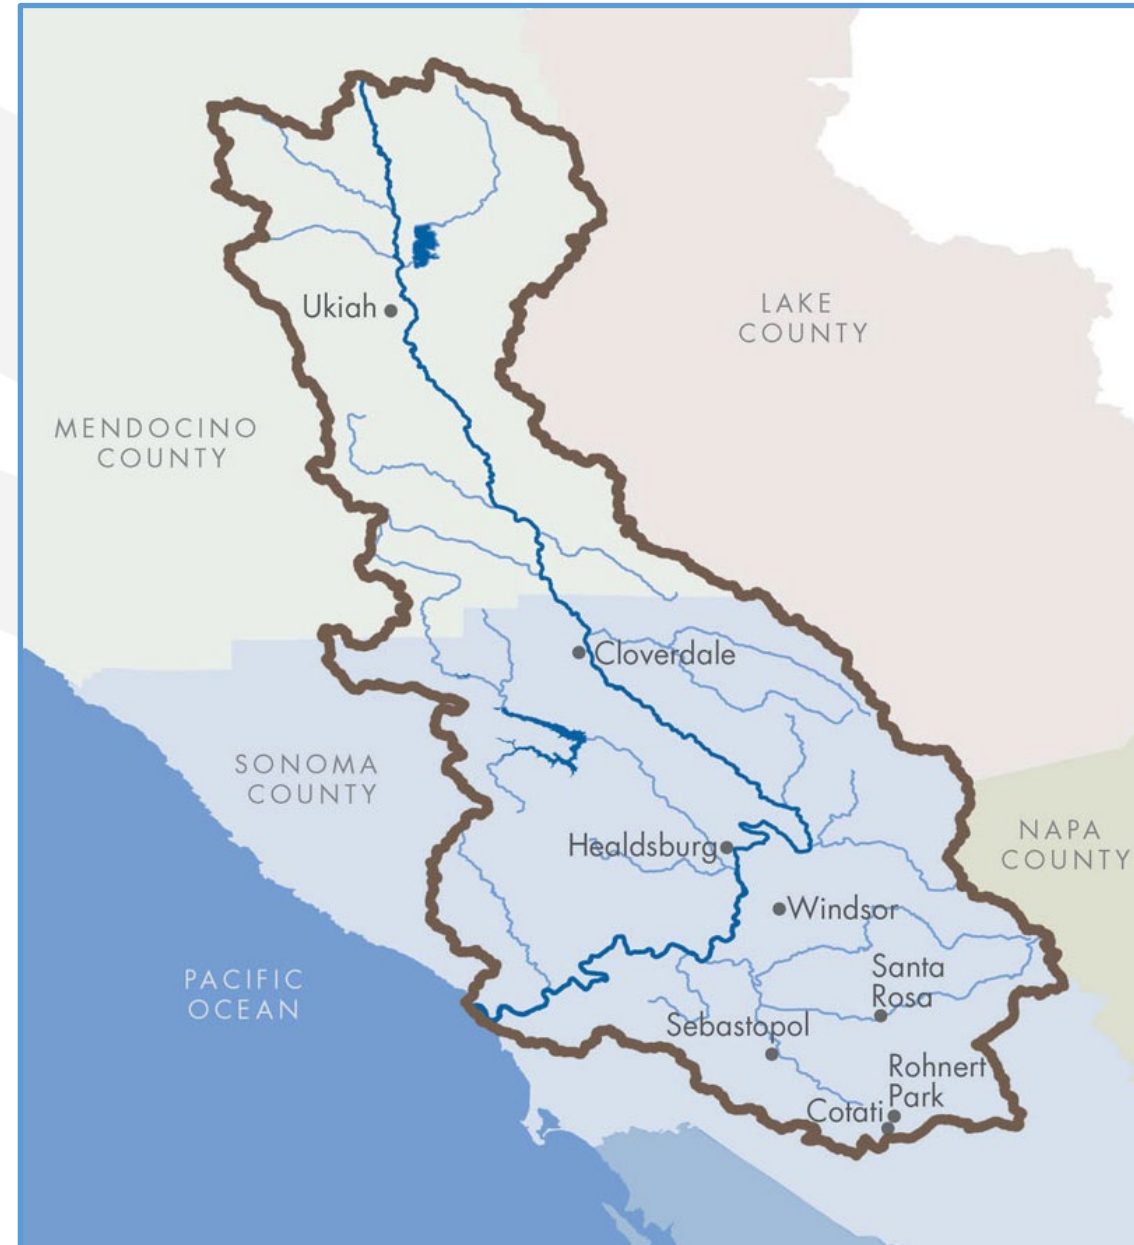 LAKE
COUNTY
Ukiah
MENDOCINO
COUNTY
Cloverdale
SONOMA
COUNTY
NAPA
COUNTY
Healdsburg
Windsor
PACIFIC
OCEAN
Santa
Rosa
Sebastopol
Rohnert
Park
Cotati